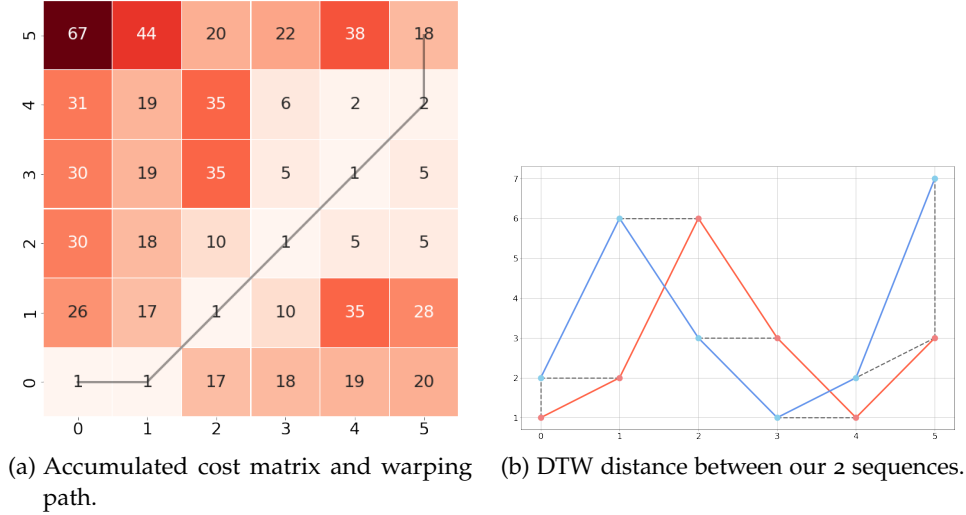 5 67 44 20 22 38 18
4 31 19 35 6 2 2
3 30 19 35 5 1 5
2 30 18 10 1 5 5
1 26 17 1 10 35 28
0 1 1 17 18 19 20
0 1 2 3 4 5
(a) Accumulated cost matrix and warping
path.
7
6
5
4
3
2
1
0 1 2 3 4 5
(b) DTW distance between our 2 sequences.